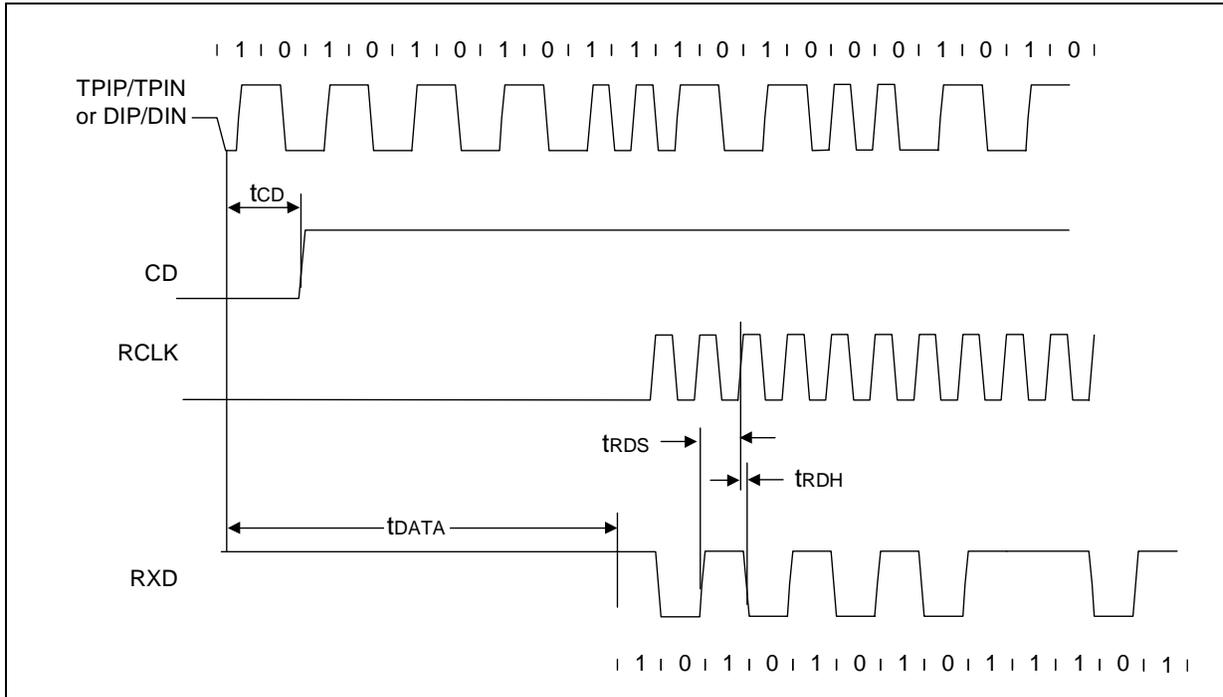 | 1 | 0 | 1 | 0 | 1 | 0 | 1 | 0 | 1 | 1 | 1 | 0 | 1 | 0 | 0 | 0 | 1 | 0 | 1 | 0 |
TPIP/TPIN
or DIP/DIN
tCD
CD
RCLK
tRDS
tRDH
tDATA
RXD
| 1 | 0 | 1 | 0 | 1 | 0 | 1 | 0 | 1 | 1 | 1 | 0 | 1 |